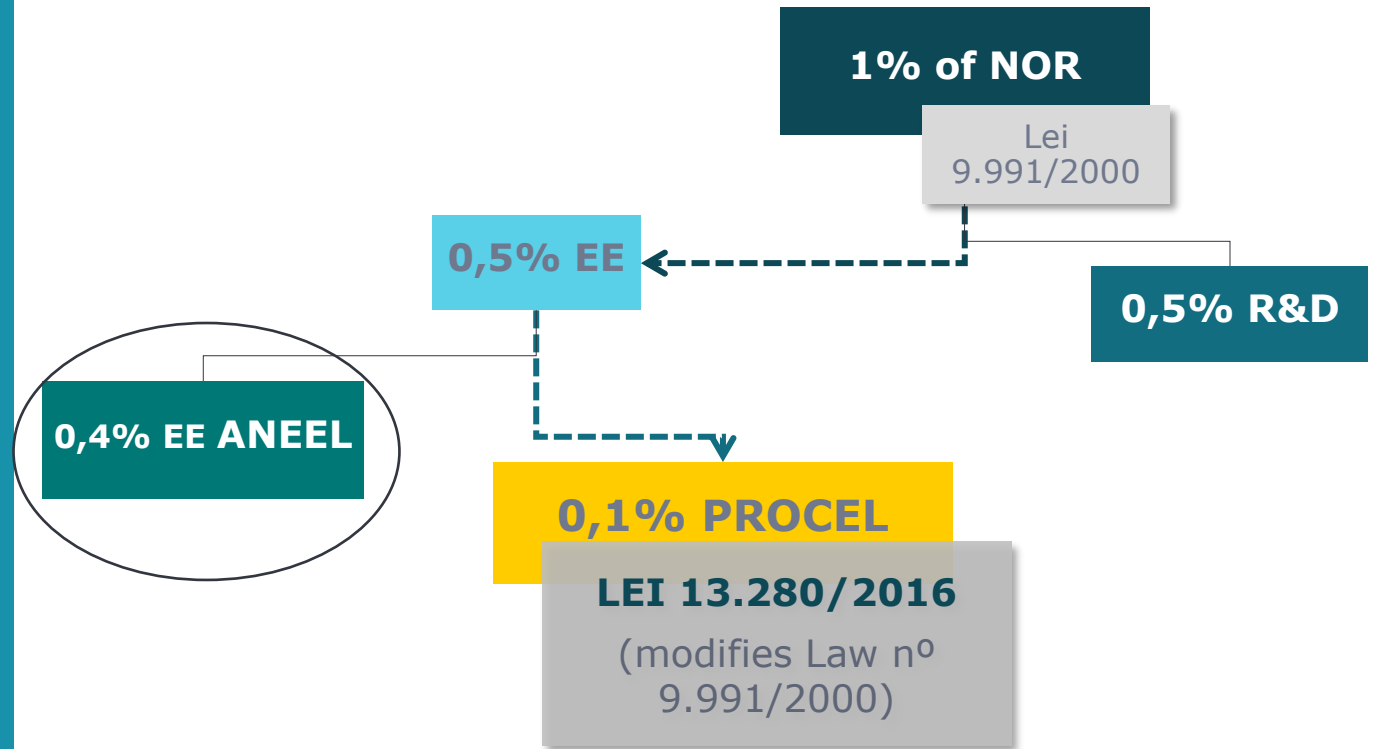 1% of NOR
Lei
9.991/2000
0,5% EE
0,5% R&D
0,4% EE ANEEL
0,1% PROCEL
LEI 13.280/2016
(modifies Law nº
9.991/2000)